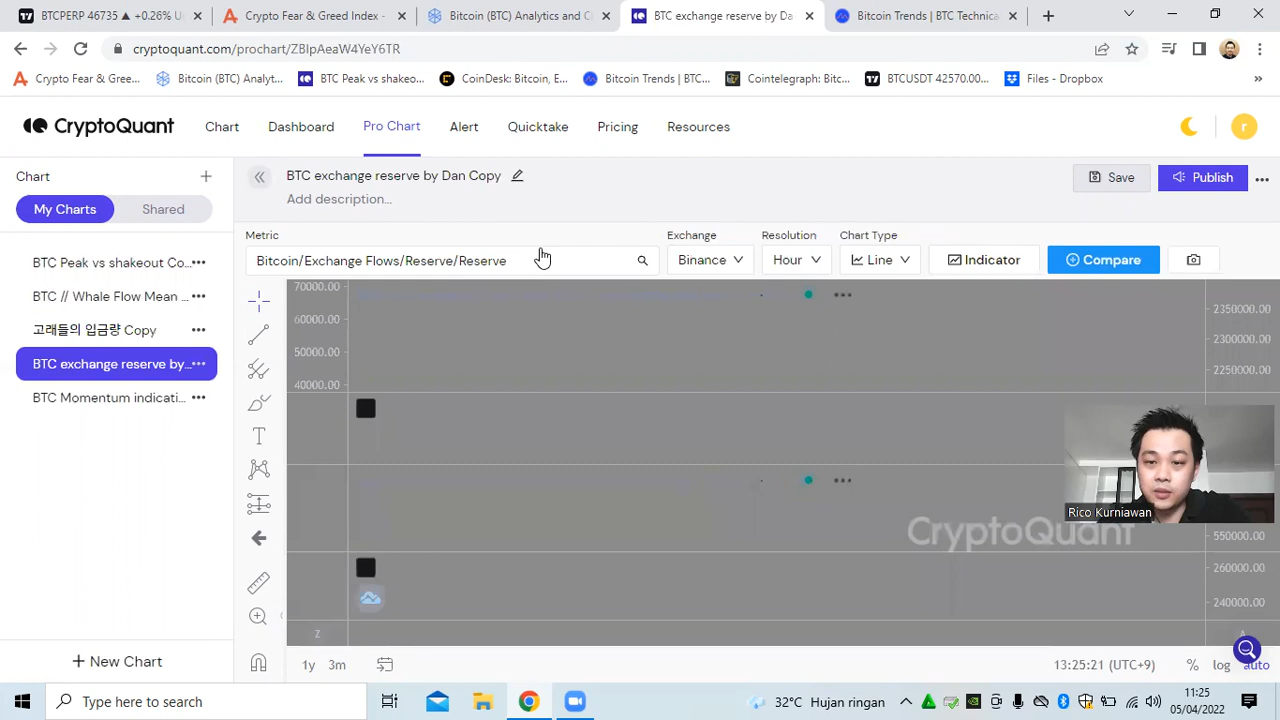 BTCPERP 46735 ▲ +0.26% U
Crypto Fear & Greed Index -
Bitcoin (BTC) Analytics and C
BTC exchange reserve by Da
Bitcoin Trends | BTC Technica
cryptoquant.com/prochart/ZBIpAeaW4YeY6TR
Crypto Fear & Gree...
Bitcoin (BTC) Analyt...
BTC Peak vs shakeo...
CoinDesk: Bitcoin, E...
Bitcoin Trends | BTC...
Cointelegraph: Bitc...
BTCUSDT 42570.00...
Files - Dropbox
CryptoQuant
Chart
Dashboard
Pro Chart
Alert
Quicktake
Pricing
Resources
r
Chart
My Charts
Shared
BTC Peak vs shakeout Co...
BTC // Whale Flow Mean ...
고래들의 입금량 Copy
BTC exchange reserve by...
BTC Momentum indicati...
New Chart
BTC exchange reserve by Dan Copy
Add description...
Save
Publish
Metric
Bitcoin/Exchange Flows/Reserve/Reserve
Exchange
Binance
Resolution
Hour
Chart Type
Line
Indicator
Compare
70000.00
60000.00
50000.00
40000.00
2350000.00
2300000.00
2250000.00
550000.00
260000.00
240000.00
CryptoQuant
Rico Kurniawan
Z
A
1y
3m
13:25:21 (UTC+9)
%
log
auto
Type here to search
32°C Hujan ringan
11:25
05/04/2022